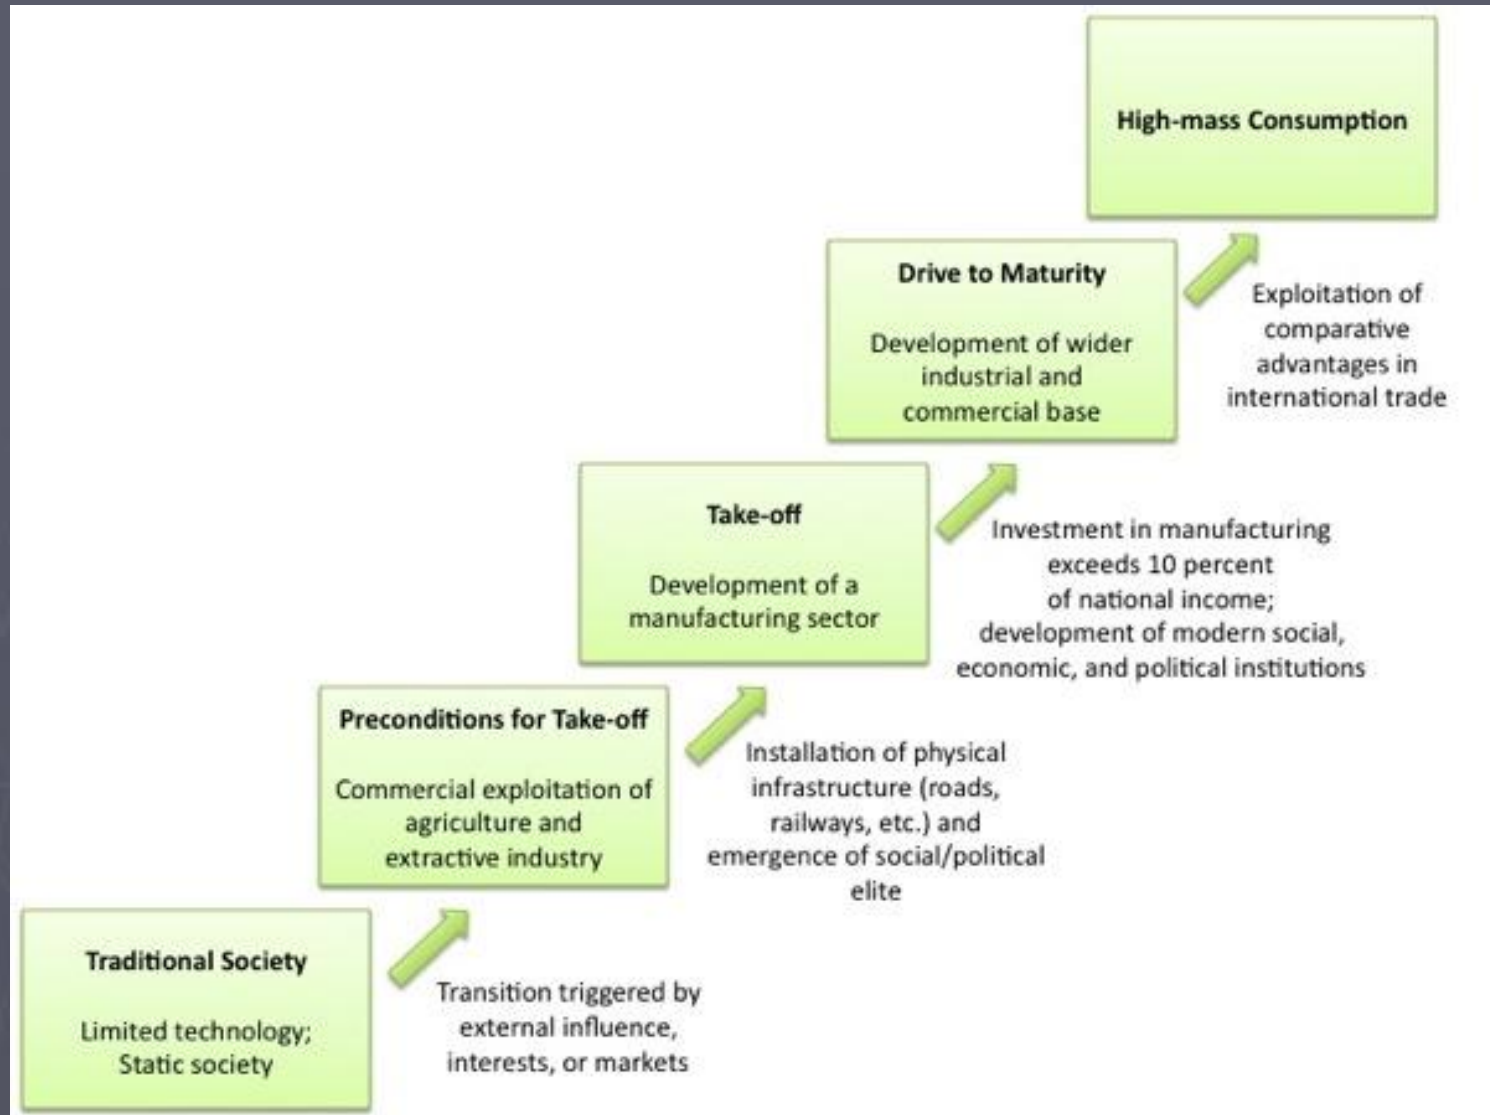 High-mass Consumption
Drive to Maturity
Development of wider
industrial and
commercial base
Exploitation of
comparative
advantages in
international trade
Take-off
Development of a
manufacturing sector
Investment in manufacturing
exceeds 10 percent
of national income;
development of modern social,
economic, and political institutions
Preconditions for Take-off
Commercial exploitation of
agriculture and
extractive industry
Installation of physical
infrastructure (roads,
railways, etc.) and
emergence of social/political
elite
Traditional Society
Limited technology;
Static society
Transition triggered by
external influence,
interests, or markets